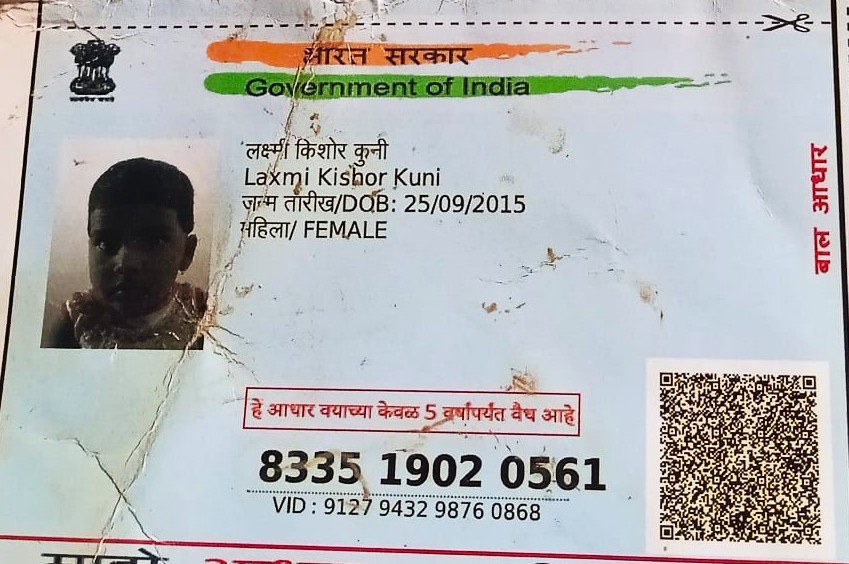 भारत सरकार
Government of India
लक्ष्मी किशोर कुनी
Laxmi Kishor Kuni
जन्म तारीख/DOB: 25/09/2015
महिला/ FEMALE
बाल आधार
हे आधार वयाच्या केवळ 5 वर्षांपर्यंत वैध आहे
8335 1902 0561
VID : 9127 9432 9876 0868